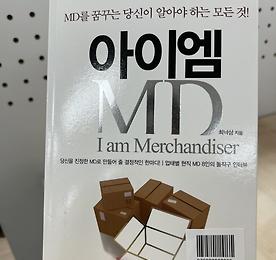 MD를 꿈꾸는 당신이 알아야 하는 모든 것!
아이엠
MD
최낙삼 지음
I am Merchandiser
당신을 진정한 MD로 만들어 줄 결정적인 한마디! | 업태별 현직 MD 8인의 돌직구 인터뷰